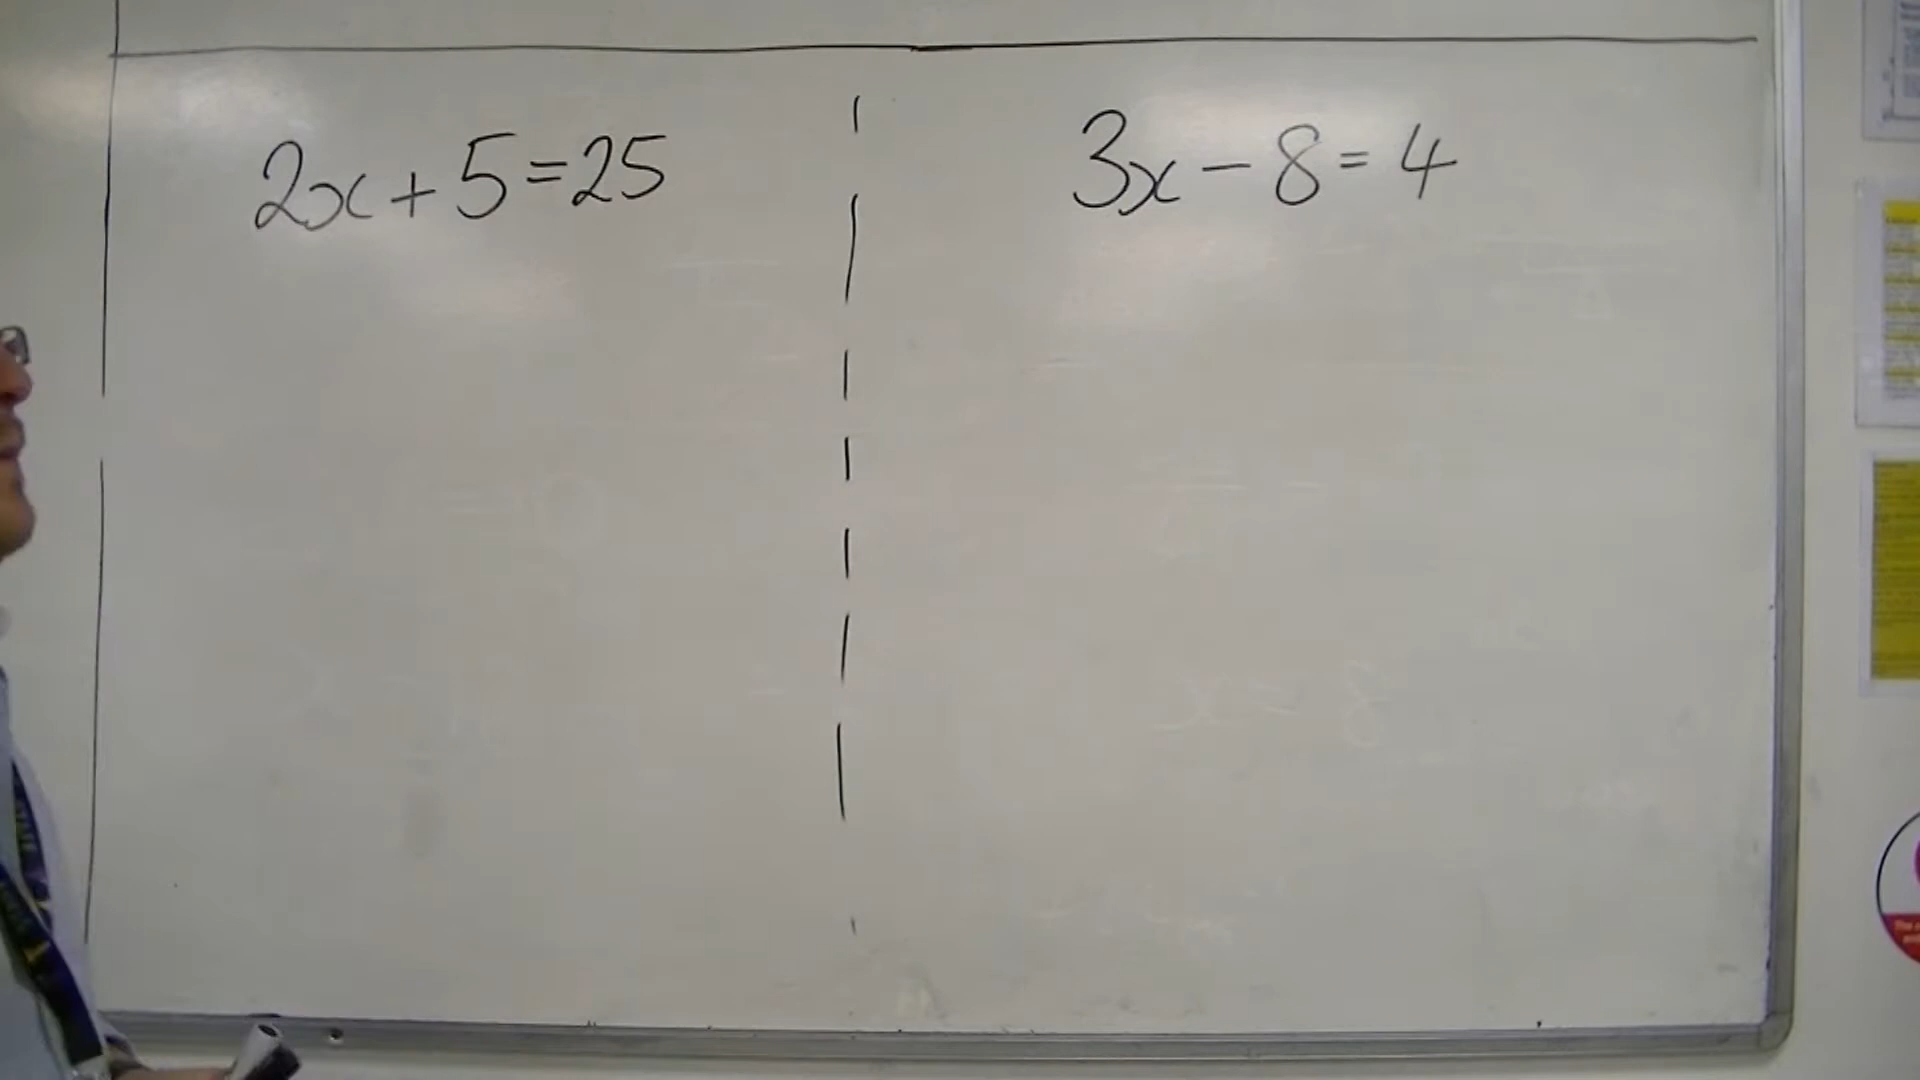 2x + 5 = 25
3x - 8 = 4